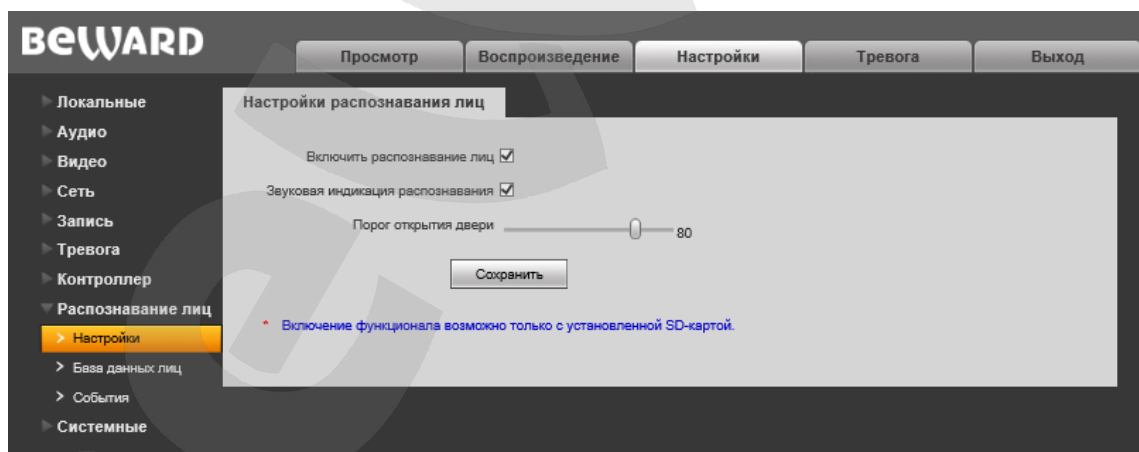 BEWARD
Просмотр
Воспроизведение
Настройки
Тревога
Выход
Локальные
Аудио
Видео
Сеть
Запись
Тревога
Контроллер
Распознавание лиц
Настройки
База данных лиц
События
Системные
Настройки распознавания лиц
Включить распознавание лиц
Звуковая индикация распознавания
Порог открытия двери 80
Сохранить
* Включение функционала возможно только с установленной SD-картой.